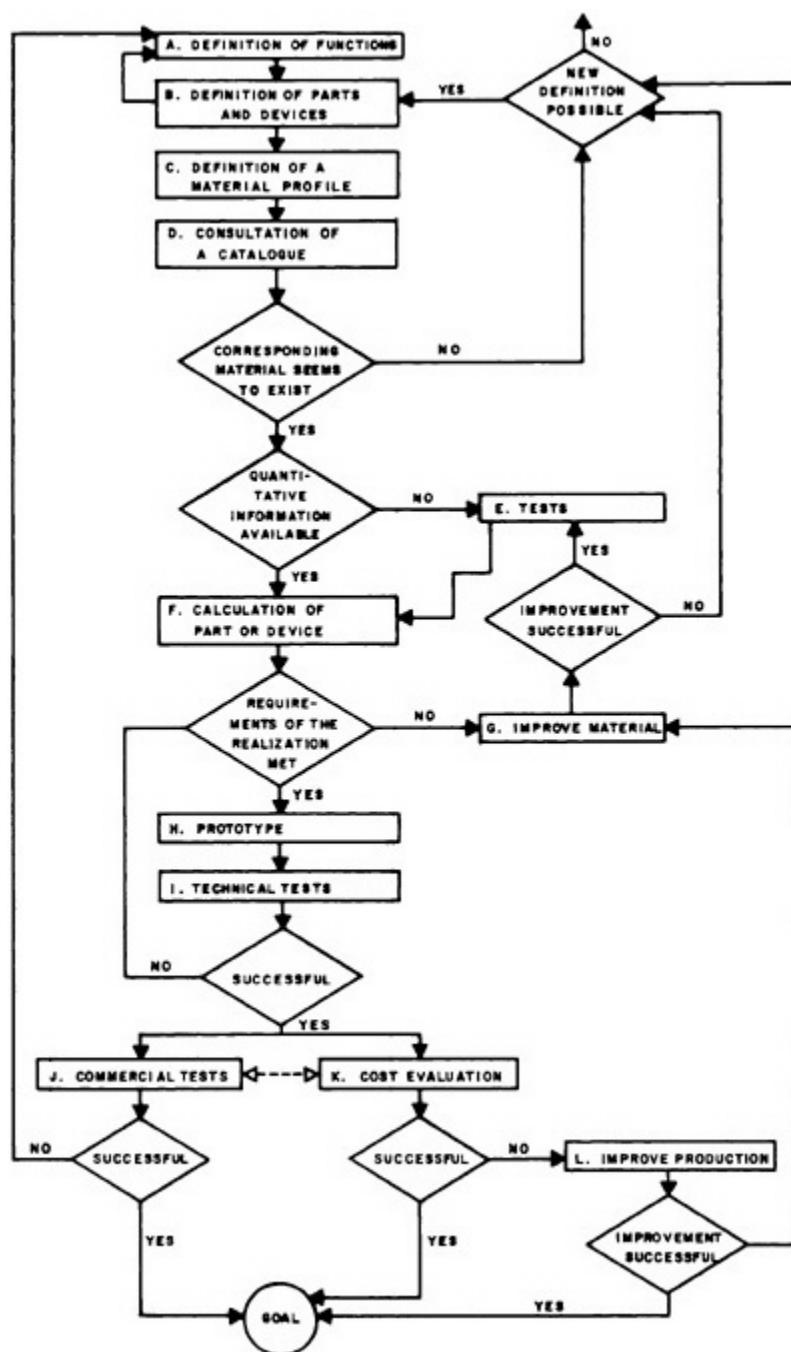 NO
A. DEFINITION OF FUNCTIONS
NEW
DEFINITION
POSSIBLE
YES
B. DEFINITION OF PARTS
AND DEVICES
C. DEFINITION OF A
MATERIAL PROFILE
D. CONSULTATION OF
A CATALOGUE
CORRESPONDING
MATERIAL SEEMS
TO EXIST
NO
YES
QUANTI-
TATIVE
INFORMATION
AVAILABLE
NO
E. TESTS
YES
YES
F. CALCULATION OF
PART OR DEVICE
IMPROVEMENT
SUCCESSFUL
NO
REQUIRE-
MENTS OF THE
REALIZATION
MET
NO
G. IMPROVE MATERIAL
YES
H. PROTOTYPE
I. TECHNICAL TESTS
NO
SUCCESSFUL
YES
J. COMMERCIAL TESTS
K. COST EVALUATION
NO
SUCCESSFUL
SUCCESSFUL
NO
L. IMPROVE PRODUCTION
YES
YES
IMPROVEMENT
SUCCESSFUL
YES
GOAL